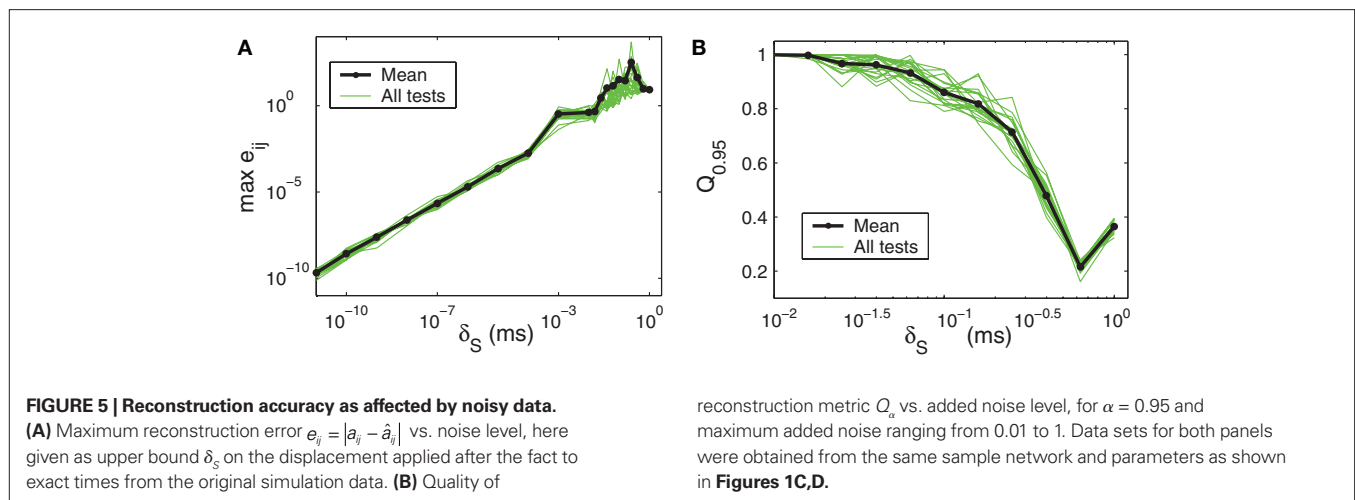 A
Mean
All tests
10^0
10^-5
10^-10
max e_ij
10^-10
10^-7
10^-3
10^0
δ_S (ms)
B
1
0.8
0.6
0.4
0.2
Q_0.95
Mean
All tests
10^-2
10^-1.5
10^-1
10^-0.5
10^0
δ_S (ms)
FIGURE 5 | Reconstruction accuracy as affected by noisy data.
(A) Maximum reconstruction error e_ij = |a_ij − â_ij| vs. noise level, here
given as upper bound δ_S on the displacement applied after the fact to
exact times from the original simulation data. (B) Quality of
reconstruction metric Q_α vs. added noise level, for α = 0.95 and
maximum added noise ranging from 0.01 to 1. Data sets for both panels
were obtained from the same sample network and parameters as shown
in Figures 1C,D.